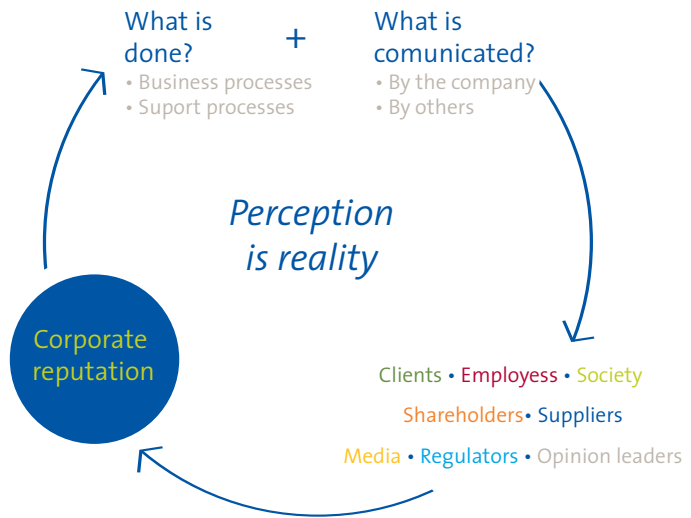 What is
done?
• Business processes
• Suport processes
+
What is
comunicated?
• By the company
• By others
Perception
is reality
Corporate
reputation
Clients • Employess • Society
Shareholders• Suppliers
Media • Regulators • Opinion leaders